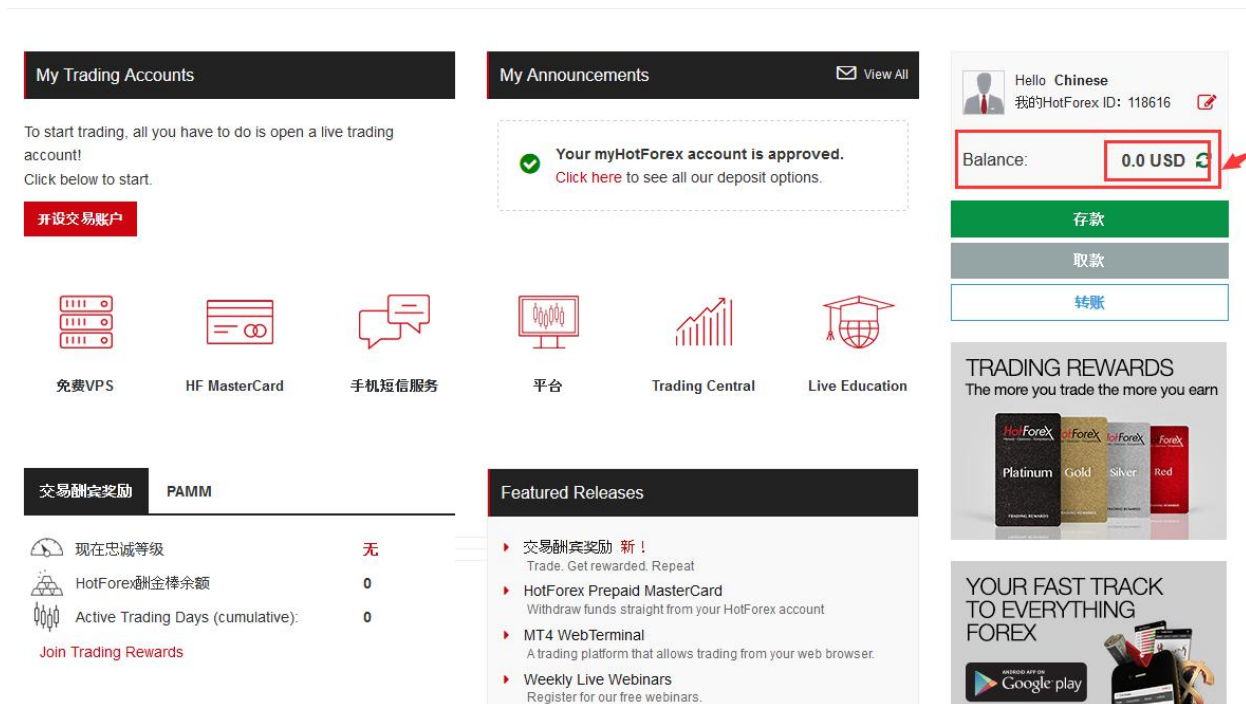 My Trading Accounts
To start trading, all you have to do is open a live trading
account!
Click below to start.
开设交易账户
My Announcements
View All
Your myHotForex account is approved.
Click here to see all our deposit options.
Hello Chinese
我的HotForex ID：118616
Balance: 0.0 USD
存款
取款
转账
免费VPS
HF MasterCard
手机短信服务
平台
Trading Central
Live Education
TRADING REWARDS
The more you trade the more you earn
HotForex
HotForex
HotForex
Forex
Platinum
Gold
Silver
Red
TRADING REWARDS
交易酬宾奖励
PAMM
现在忠诚等级 无
HotForex酬金棒余额 0
Active Trading Days (cumulative): 0
Join Trading Rewards
Featured Releases
交易酬宾奖励 新！
Trade. Get rewarded. Repeat
HotForex Prepaid MasterCard
Withdraw funds straight from your HotForex account
MT4 WebTerminal
A trading platform that allows trading from your web browser.
Weekly Live Webinars
Register for our free webinars.
YOUR FAST TRACK
TO EVERYTHING
FOREX
ANDROID APP ON
Google play